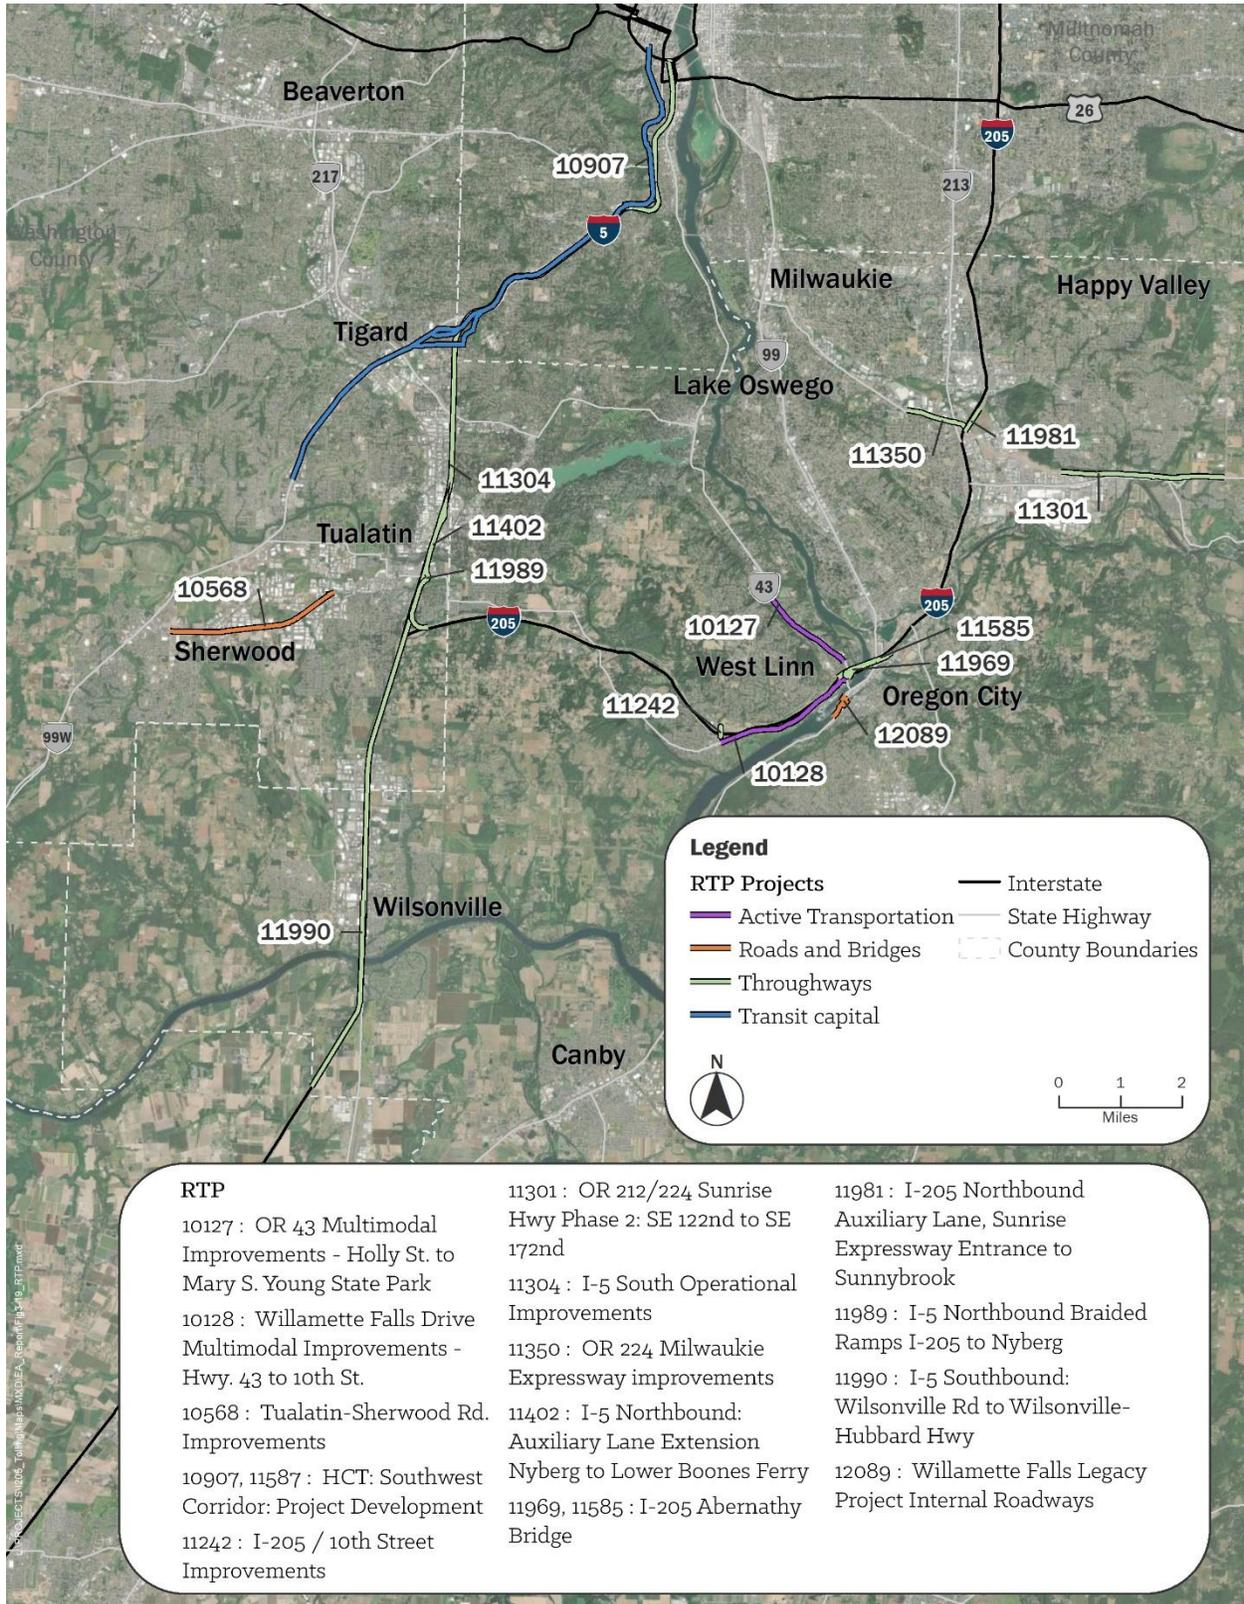 Multnomah
County
Beaverton
26
205
10907
217
213
Washington
County
5
Milwaukie
Happy Valley
Tigard
99
Lake Oswego
11981
11350
11304
11301
Tualatin
11402
11989
10568
43
205
205
10127
11585
Sherwood
West Linn
11969
Oregon City
11242
99W
12089
10128
Wilsonville
11990
Canby
Legend
RTP Projects
Active Transportation
Roads and Bridges
Throughways
Transit capital
Interstate
State Highway
County Boundaries
N
0 1 2
Miles
RTP
10127 : OR 43 Multimodal
Improvements - Holly St. to
Mary S. Young State Park
10128 : Willamette Falls Drive
Multimodal Improvements -
Hwy. 43 to 10th St.
10568 : Tualatin-Sherwood Rd.
Improvements
10907, 11587 : HCT: Southwest
Corridor: Project Development
11242 : I-205 / 10th Street
Improvements
11301 : OR 212/224 Sunrise
Hwy Phase 2: SE 122nd to SE
172nd
11304 : I-5 South Operational
Improvements
11350 : OR 224 Milwaukie
Expressway improvements
11402 : I-5 Northbound:
Auxiliary Lane Extension
Nyberg to Lower Boones Ferry
11969, 11585 : I-205 Abernathy
Bridge
11981 : I-205 Northbound
Auxiliary Lane, Sunrise
Expressway Entrance to
Sunnybrook
11989 : I-5 Northbound Braided
Ramps I-205 to Nyberg
11990 : I-5 Southbound:
Wilsonville Rd to Wilsonville-
Hubbard Hwy
12089 : Willamette Falls Legacy
Project Internal Roadways